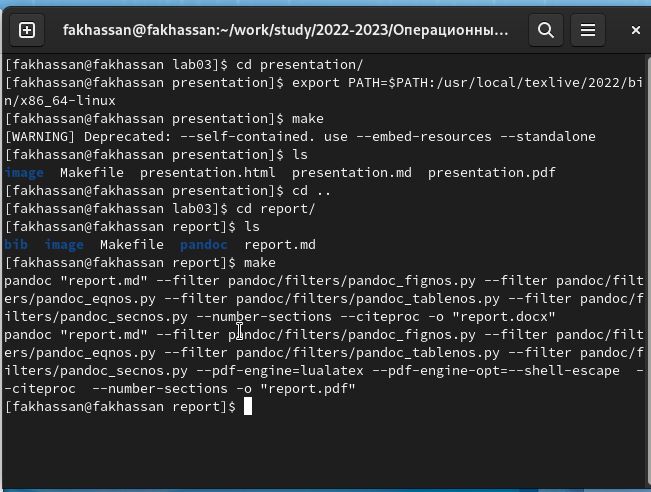 fakhassan@fakhassan:~/work/study/2022-2023/Операционны...
[fakhassan@fakhassan lab03]$ cd presentation/
[fakhassan@fakhassan presentation]$ export PATH=$PATH:/usr/local/texlive/2022/bi
n/x86_64-linux
[fakhassan@fakhassan presentation]$ make
[WARNING] Deprecated: --self-contained. use --embed-resources --standalone
[fakhassan@fakhassan presentation]$ ls
image  Makefile  presentation.html  presentation.md  presentation.pdf
[fakhassan@fakhassan presentation]$ cd ..
[fakhassan@fakhassan lab03]$ cd report/
[fakhassan@fakhassan report]$ ls
bib  image  Makefile  pandoc  report.md
[fakhassan@fakhassan report]$ make
pandoc "report.md" --filter pandoc/filters/pandoc_fignos.py --filter pandoc/filt
ers/pandoc_eqnos.py --filter pandoc/filters/pandoc_tablenos.py --filter pandoc/f
ilters/pandoc_secnos.py --number-sections --citeproc -o "report.docx"
pandoc "report.md" --filter pandoc/filters/pandoc_fignos.py --filter pandoc/filt
ers/pandoc_eqnos.py --filter pandoc/filters/pandoc_tablenos.py --filter pandoc/f
ilters/pandoc_secnos.py --pdf-engine=lualatex --pdf-engine-opt=--shell-escape  -
-citeproc  --number-sections -o "report.pdf"
[fakhassan@fakhassan report]$